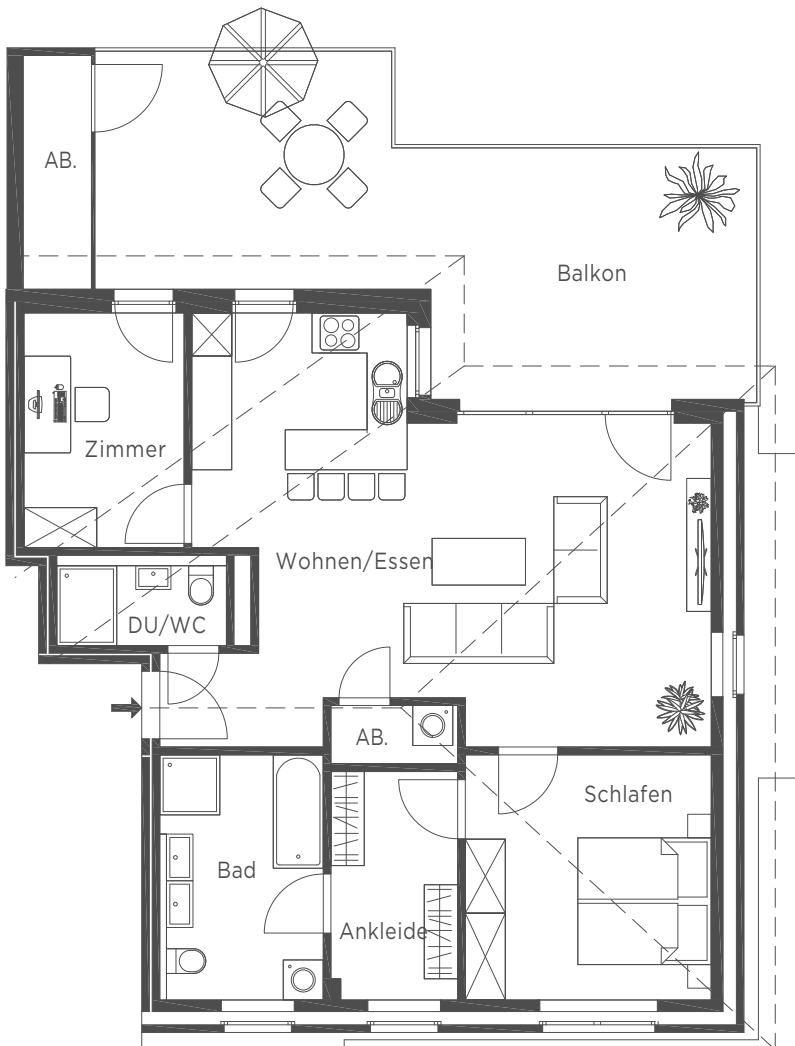 AB.
Balkon
Zimmer
Wohnen/Essen
DU/WC
AB.
Schlafen
Bad
Ankleide